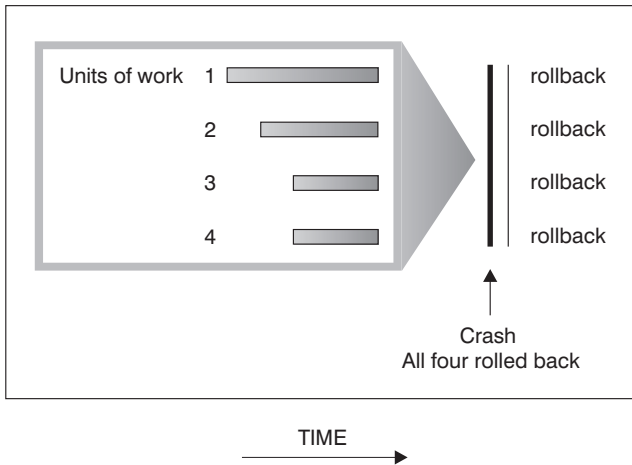 Units of work 1 rollback
2 rollback
3 rollback
4 rollback
Crash
All four rolled back
TIME